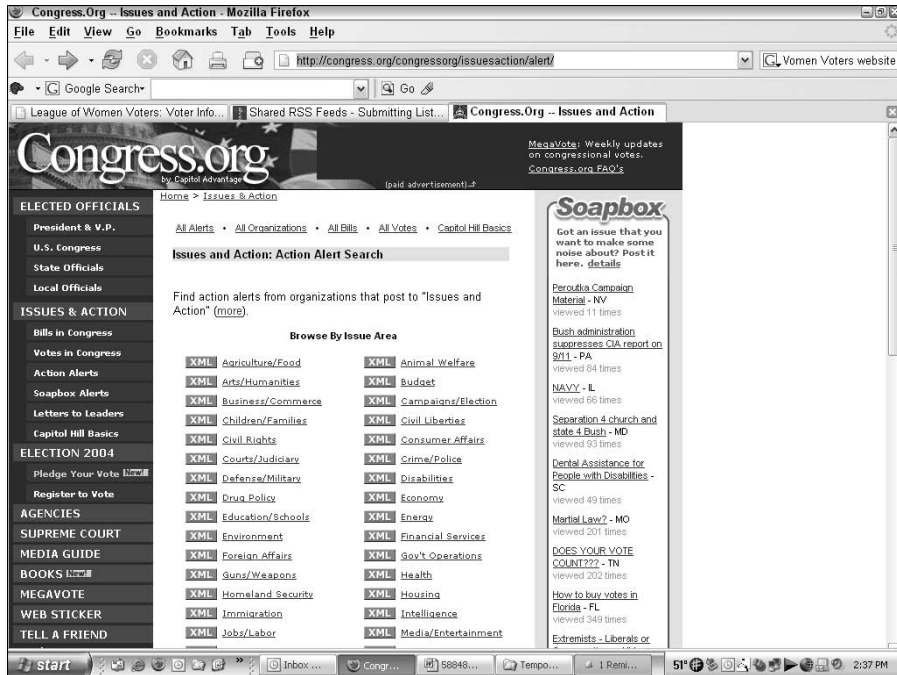 Congress.Org -- Issues and Action - Mozilla Firefox
File Edit View Go Bookmarks Tab Tools Help
http://congress.org/congressorg/issuesaction/alert/
G Vomen Voters website
G Google Search
Go
League of Women Voters: Voter Info...
Shared RSS Feeds - Submitting List...
Congress.Org -- Issues and Action
Congress.org
by Capitol Advantage
(paid advertisement)
MegaVote: Weekly updates
on congressional votes.
Congress.org FAQ's
ELECTED OFFICIALS
President & V.P.
U.S. Congress
State Officials
Local Officials
ISSUES & ACTION
Bills in Congress
Votes in Congress
Action Alerts
Soapbox Alerts
Letters to Leaders
Capitol Hill Basics
ELECTION 2004
Pledge Your Vote New!
Register to Vote
AGENCIES
SUPREME COURT
MEDIA GUIDE
BOOKS New!
MEGAVOTE
WEB STICKER
TELL A FRIEND
Home > Issues & Action
All Alerts • All Organizations • All Bills • All Votes • Capitol Hill Basics
Issues and Action: Action Alert Search
Find action alerts from organizations that post to "Issues and
Action" (more).
Browse By Issue Area
XML Agriculture/Food XML Animal Welfare
XML Arts/Humanities XML Budget
XML Business/Commerce XML Campaigns/Election
XML Children/Families XML Civil Liberties
XML Civil Rights XML Consumer Affairs
XML Courts/Judiciary XML Crime/Police
XML Defense/Military XML Disabilities
XML Drug Policy XML Economy
XML Education/Schools XML Energy
XML Environment XML Financial Services
XML Foreign Affairs XML Gov't Operations
XML Guns/Weapons XML Health
XML Homeland Security XML Housing
XML Immigration XML Intelligence
XML Jobs/Labor XML Media/Entertainment
Soapbox
Got an issue that you
want to make some
noise about? Post it
here. details
Peroutka Campaign
Material - NV
viewed 11 times
Bush administration
suppresses CIA report on
9/11 - PA
viewed 84 times
NAVY - IL
viewed 66 times
Separation 4 church and
state 4 Bush - MD
viewed 93 times
Dental Assistance for
People with Disabilities -
SC
viewed 49 times
Martial Law? - MO
viewed 201 times
DOES YOUR VOTE
COUNT??? - TN
viewed 202 times
How to buy votes in
Florida - FL
viewed 349 times
Extremists - Liberals or
start
Inbox ...
Congr...
58848...
Tempo...
1 Remi...
51°
2:37 PM